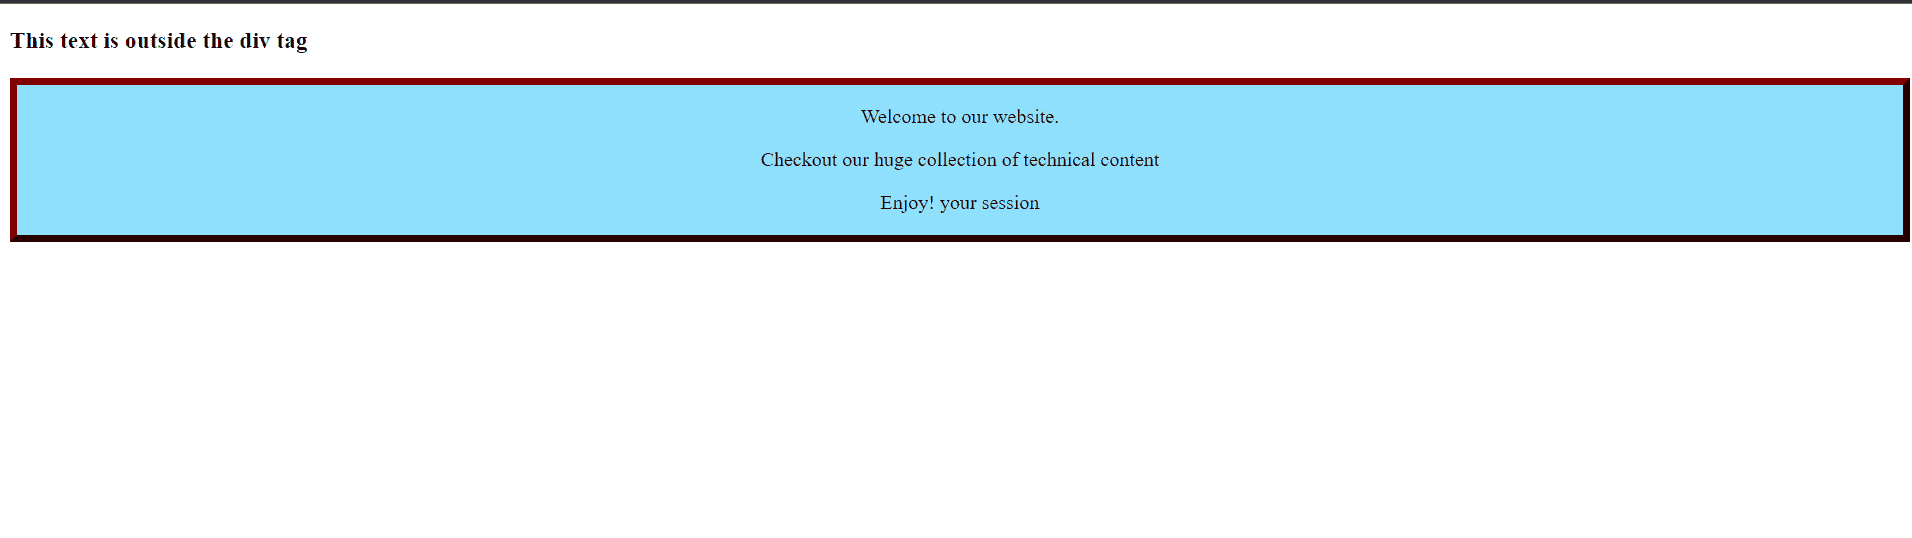 This text is outside the div tag
Welcome to our website.
Checkout our huge collection of technical content
Enjoy! your session